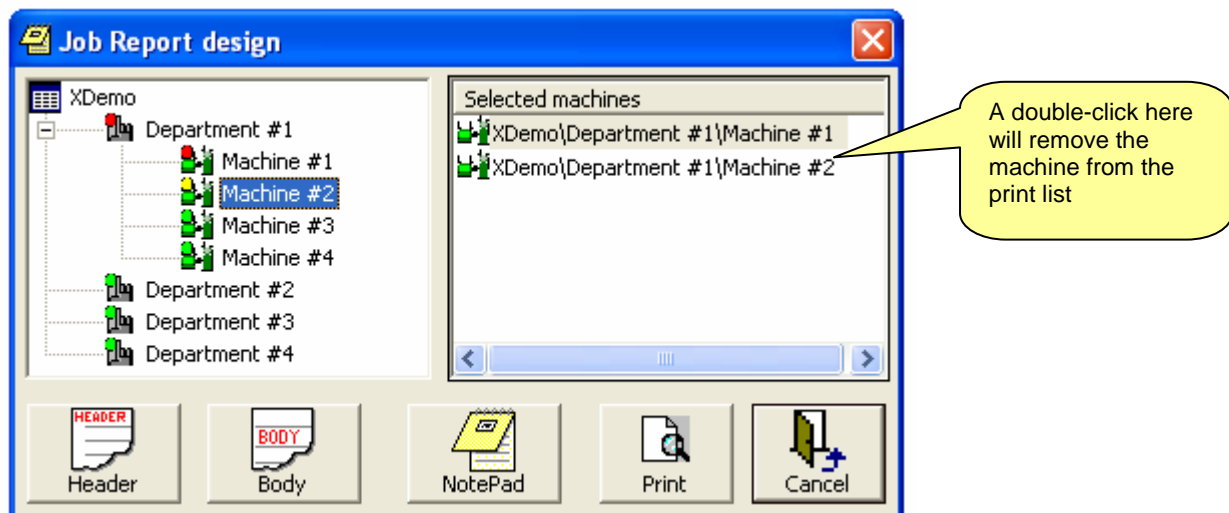 Job Report design
XDemo
Department #1
Machine #1
Machine #2
Machine #3
Machine #4
Department #2
Department #3
Department #4
Selected machines
XDemo\Department #1\Machine #1
XDemo\Department #1\Machine #2
A double-click here
will remove the
machine from the
print list
HEADER
Header
BODY
Body
NotePad
Print
Cancel